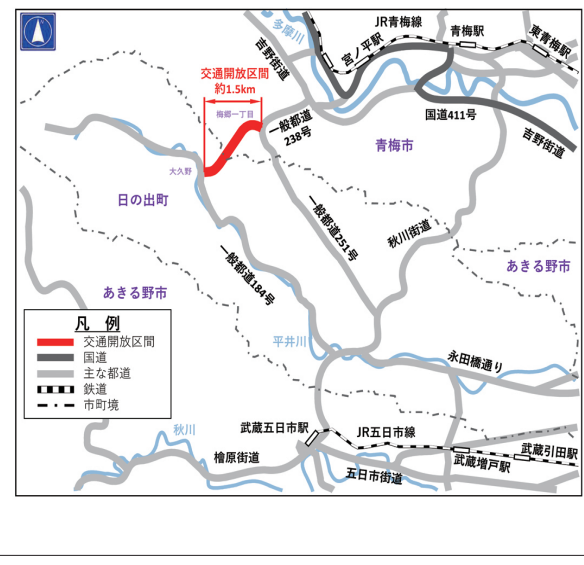 JR青梅線
青梅駅
東青梅駅
多摩川
宮ノ平駅
吉野街道
交通開放区間
約1.5km
梅郷一丁目
一般都道
238号
国道411号
吉野街道
青梅市
大久野
日の出町
一般都道251号
秋川街道
一般都道184号
あきる野市
あきる野市
凡 例
交通開放区間
国道
主な都道
鉄道
市町境
平井川
永田橋通り
秋川
武蔵五日市駅
JR五日市線
檜原街道
五日市街道
武蔵増戸駅
武蔵引田駅